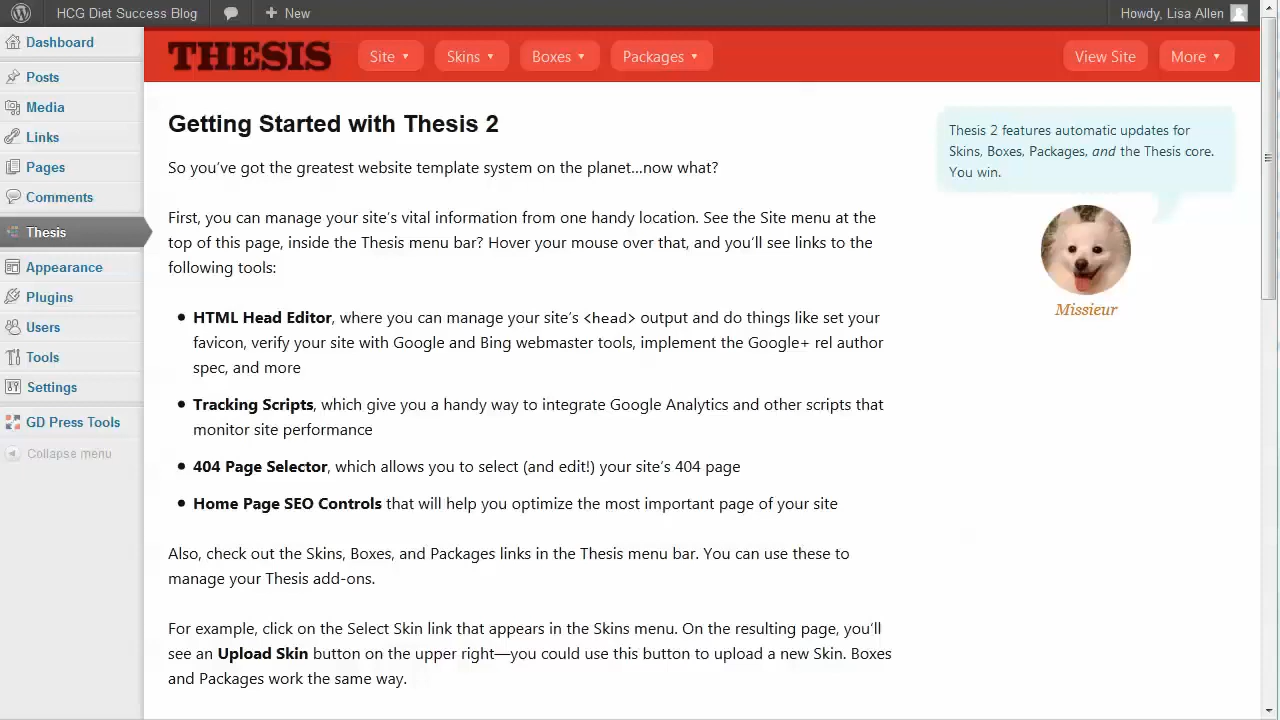 HCG Diet Success Blog
New
Howdy, Lisa Allen
Dashboard
Posts
Media
Links
Pages
Comments
Thesis
Appearance
Plugins
Users
Tools
Settings
GD Press Tools
Collapse menu
THESIS
Site ▼
Skins ▼
Boxes ▼
Packages ▼
View Site
More ▼
Getting Started with Thesis 2
So you've got the greatest website template system on the planet…now what?
First, you can manage your site's vital information from one handy location. See the Site menu at the
top of this page, inside the Thesis menu bar? Hover your mouse over that, and you'll see links to the
following tools:
• HTML Head Editor, where you can manage your site's <head> output and do things like set your
favicon, verify your site with Google and Bing webmaster tools, implement the Google+ rel author
spec, and more
• Tracking Scripts, which give you a handy way to integrate Google Analytics and other scripts that
monitor site performance
• 404 Page Selector, which allows you to select (and edit!) your site's 404 page
• Home Page SEO Controls that will help you optimize the most important page of your site
Also, check out the Skins, Boxes, and Packages links in the Thesis menu bar. You can use these to
manage your Thesis add-ons.
For example, click on the Select Skin link that appears in the Skins menu. On the resulting page, you'll
see an Upload Skin button on the upper right—you could use this button to upload a new Skin. Boxes
and Packages work the same way.
Thesis 2 features automatic updates for
Skins, Boxes, Packages, and the Thesis core.
You win.
Missieur